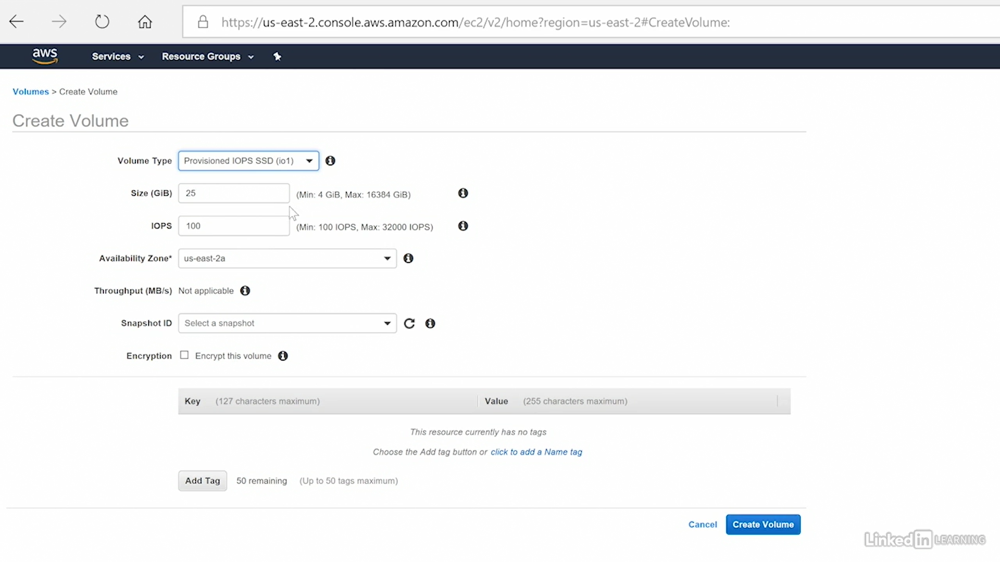 https://us-east-2.console.aws.amazon.com/ec2/v2/home?region=us-east-2#CreateVolume:
aws Services Resource Groups
Volumes > Create Volume
Create Volume
Volume Type Provisioned IOPS SSD (io1)
Size (GiB) 25 (Min: 4 GiB, Max: 16384 GiB)
IOPS 100 (Min: 100 IOPS, Max: 32000 IOPS)
Availability Zone* us-east-2a
Throughput (MB/s) Not applicable
Snapshot ID Select a snapshot
Encryption Encrypt this volume
Key (127 characters maximum) Value (255 characters maximum)
This resource currently has no tags
Choose the Add tag button or click to add a Name tag
Add Tag 50 remaining (Up to 50 tags maximum)
Cancel Create Volume
LinkedIn LEARNING